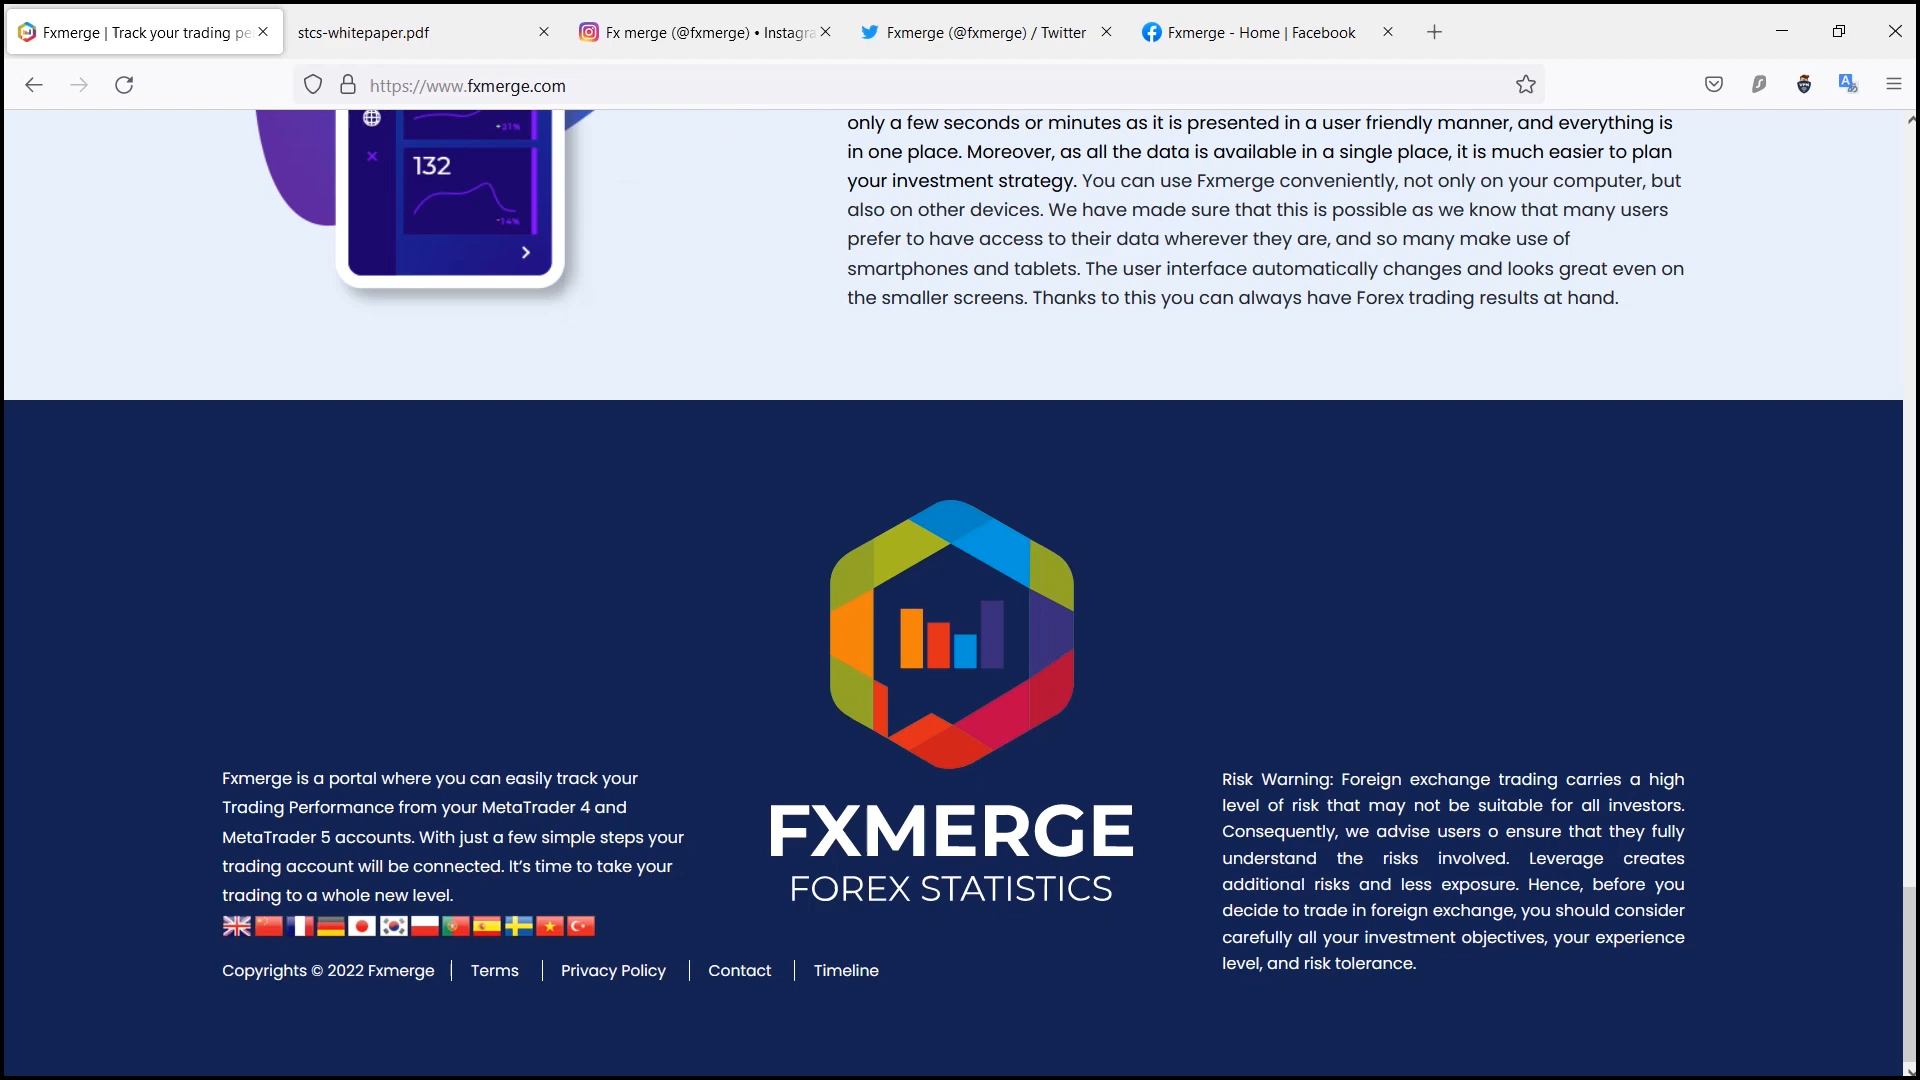 Fxmerge | Track your trading pe
stcs-whitepaper.pdf
Fx merge (@fxmerge) • Instagra
Fxmerge (@fxmerge) / Twitter
Fxmerge - Home | Facebook
https://www.fxmerge.com
only a few seconds or minutes as it is presented in a user friendly manner, and everything is
in one place. Moreover, as all the data is available in a single place, it is much easier to plan
your investment strategy. You can use Fxmerge conveniently, not only on your computer, but
also on other devices. We have made sure that this is possible as we know that many users
prefer to have access to their data wherever they are, and so many make use of
smartphones and tablets. The user interface automatically changes and looks great even on
the smaller screens. Thanks to this you can always have Forex trading results at hand.
132
FXMERGE
FOREX STATISTICS
Fxmerge is a portal where you can easily track your
Trading Performance from your MetaTrader 4 and
MetaTrader 5 accounts. With just a few simple steps your
trading account will be connected. It's time to take your
trading to a whole new level.
Copyrights © 2022 Fxmerge | Terms | Privacy Policy | Contact | Timeline
Risk Warning: Foreign exchange trading carries a high
level of risk that may not be suitable for all investors.
Consequently, we advise users o ensure that they fully
understand the risks involved. Leverage creates
additional risks and less exposure. Hence, before you
decide to trade in foreign exchange, you should consider
carefully all your investment objectives, your experience
level, and risk tolerance.